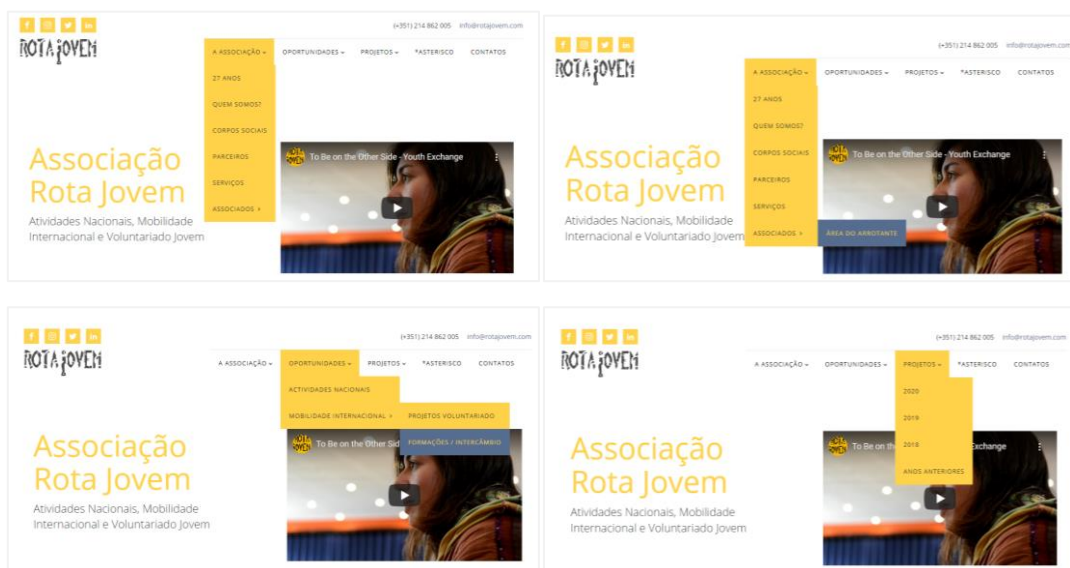 (+351) 214 862 005 info@rotajovem.com
ROTA JOVEM
A ASSOCIAÇÃO OPORTUNIDADES PROJETOS *ASTERISCO CONTATOS
27 ANOS
QUEM SOMOS?
CORPOS SOCIAIS
PARCEIROS
SERVIÇOS
ASSOCIADOS
Associação
Rota Jovem
Atividades Nacionais, Mobilidade
Internacional e Voluntariado Jovem
To Be on the Other Side - Youth Exchange
(+351) 214 862 005 info@rotajovem.com
ROTA JOVEM
A ASSOCIAÇÃO OPORTUNIDADES PROJETOS *ASTERISCO CONTATOS
27 ANOS
QUEM SOMOS?
CORPOS SOCIAIS
PARCEIROS
SERVIÇOS
ASSOCIADOS ÁREA DO ARROTANTE
Associação
Rota Jovem
Atividades Nacionais, Mobilidade
Internacional e Voluntariado Jovem
To Be on the Other Side - Youth Exchange
(+351) 214 862 005 info@rotajovem.com
ROTA JOVEM
A ASSOCIAÇÃO OPORTUNIDADES PROJETOS *ASTERISCO CONTATOS
ACTIVIDADES NACIONAIS
MOBILIDADE INTERNACIONAL PROJETOS VOLUNTARIADO
FORMAÇÕES / INTERCÂMBIO
Associação
Rota Jovem
Atividades Nacionais, Mobilidade
Internacional e Voluntariado Jovem
To Be on the Other Sid
(+351) 214 862 005 info@rotajovem.com
ROTA JOVEM
A ASSOCIAÇÃO OPORTUNIDADES PROJETOS *ASTERISCO CONTATOS
2020
2019
2018
ANOS ANTERIORES
Associação
Rota Jovem
Atividades Nacionais, Mobilidade
Internacional e Voluntariado Jovem
To Be on th Exchange